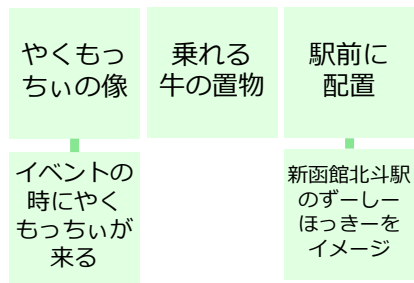 やくもっ
ちぃの像
乗れる
牛の置物
駅前に
配置
イベントの
時にやく
もっちぃが
来る
新函館北斗駅
のずーしー
ほっきーを
イメージ